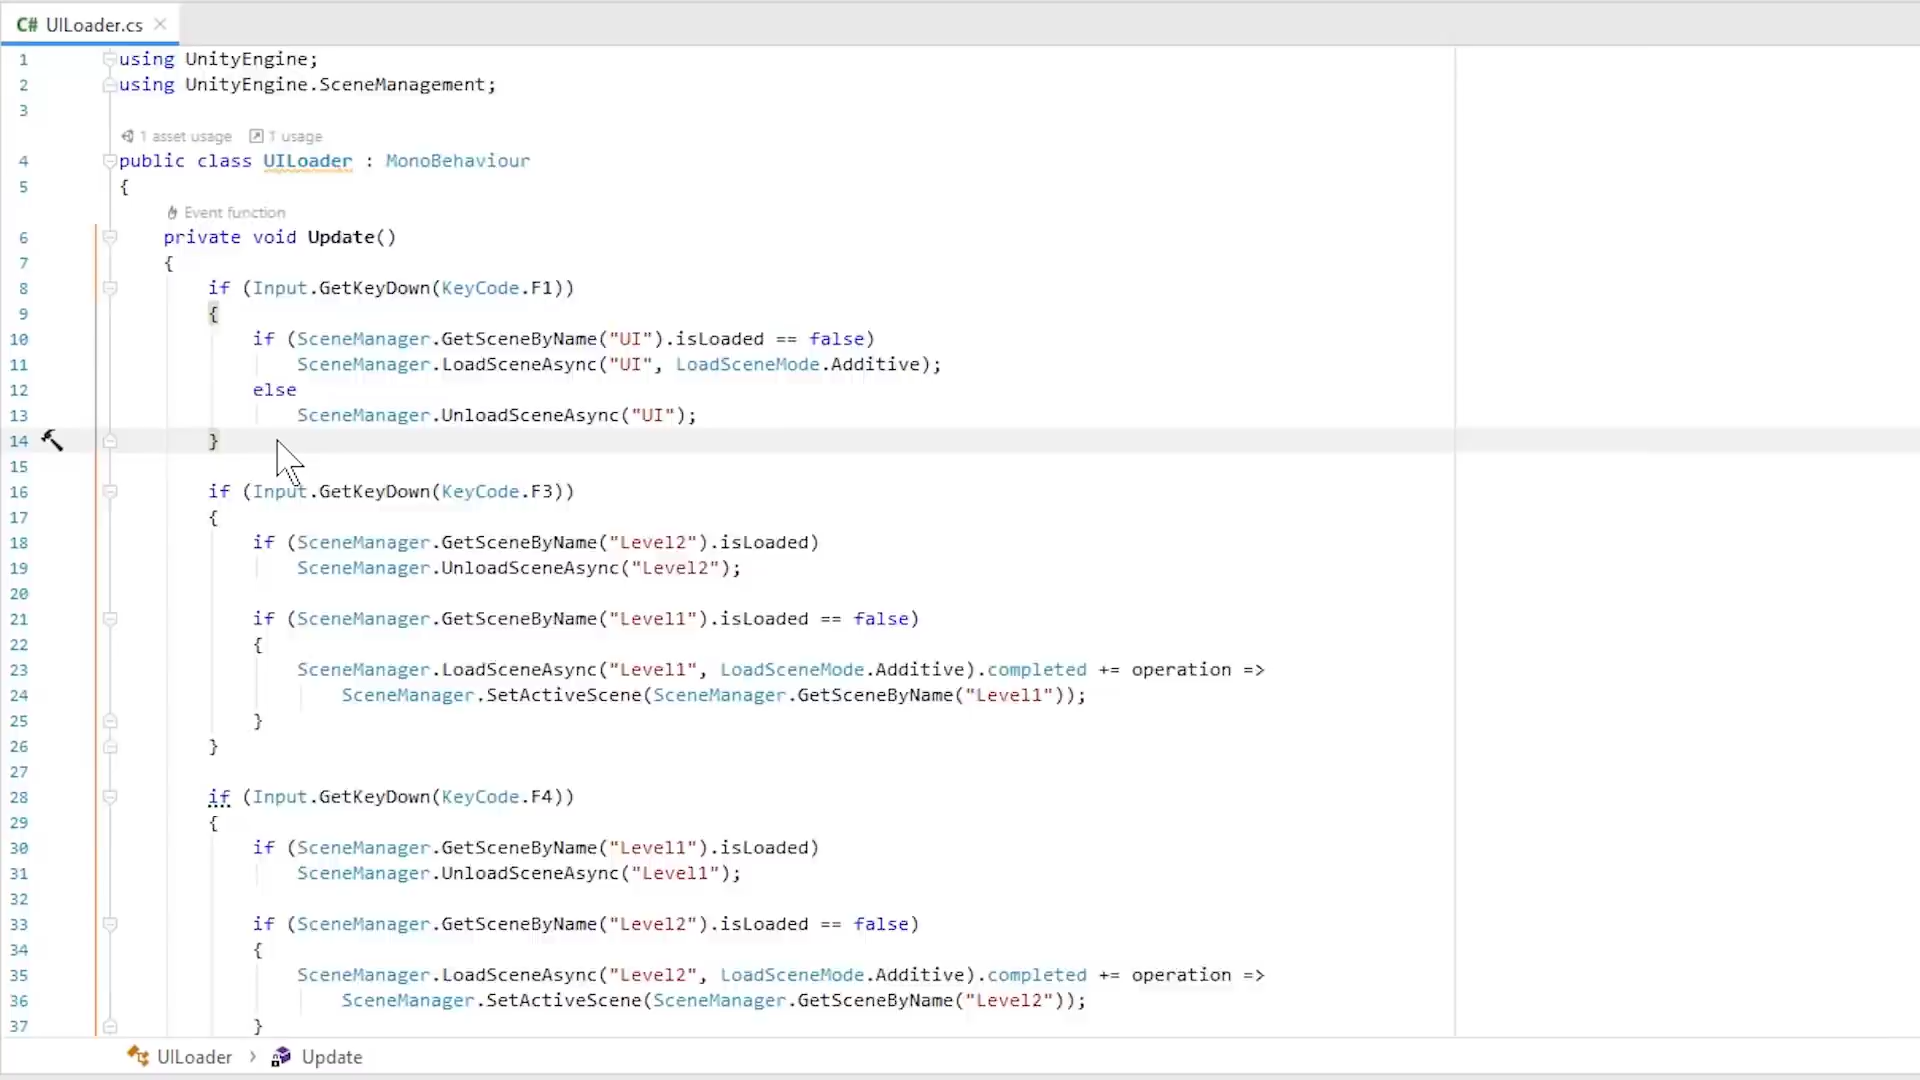 C# UILoader.cs
1 using UnityEngine;
2 using UnityEngine.SceneManagement;
3
1 asset usage 1 usage
4 public class UILoader : MonoBehaviour
5 {
Event function
6 private void Update()
7 {
8 if (Input.GetKeyDown(KeyCode.F1))
9 {
10 if (SceneManager.GetSceneByName("UI").isLoaded == false)
11 SceneManager.LoadSceneAsync("UI", LoadSceneMode.Additive);
12 else
13 SceneManager.UnloadSceneAsync("UI");
14 }
15
16 if (Input.GetKeyDown(KeyCode.F3))
17 {
18 if (SceneManager.GetSceneByName("Level2").isLoaded)
19 SceneManager.UnloadSceneAsync("Level2");
20
21 if (SceneManager.GetSceneByName("Level1").isLoaded == false)
22 {
23 SceneManager.LoadSceneAsync("Level1", LoadSceneMode.Additive).completed += operation =>
24 SceneManager.SetActiveScene(SceneManager.GetSceneByName("Level1"));
25 }
26 }
27
28 if (Input.GetKeyDown(KeyCode.F4))
29 {
30 if (SceneManager.GetSceneByName("Level1").isLoaded)
31 SceneManager.UnloadSceneAsync("Level1");
32
33 if (SceneManager.GetSceneByName("Level2").isLoaded == false)
34 {
35 SceneManager.LoadSceneAsync("Level2", LoadSceneMode.Additive).completed += operation =>
36 SceneManager.SetActiveScene(SceneManager.GetSceneByName("Level2"));
37 }
UILoader > Update